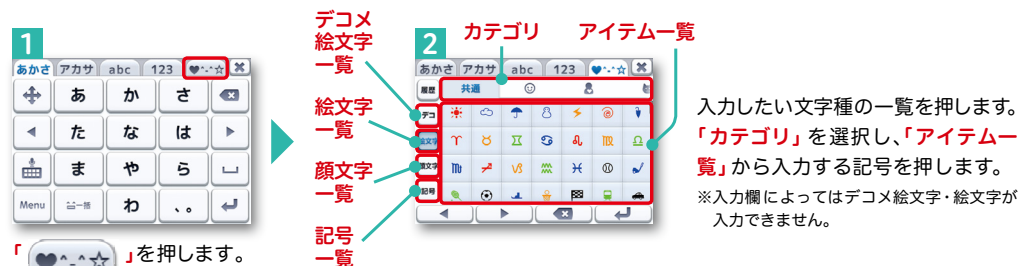 1
あかさ アカサ abc 123 ♥^-^☆ ×
あ か さ
た な は
ま や ら
Menu わ 、。
「♥^-^☆」を押します。
デコメ
絵文字
一覧
絵文字
一覧
顔文字
一覧
記号
一覧
カテゴリ
アイテム一覧
2
あかさ アカサ abc 123 ♥^-^☆ ×
履歴 共通
デコ
絵文字
顔文字
記号
入力したい文字種の一覧を押します。
「カテゴリ」を選択し、「アイテム一
覧」から入力する記号を押します。
※入力欄によってはデコメ絵文字・絵文字が
入力できません。